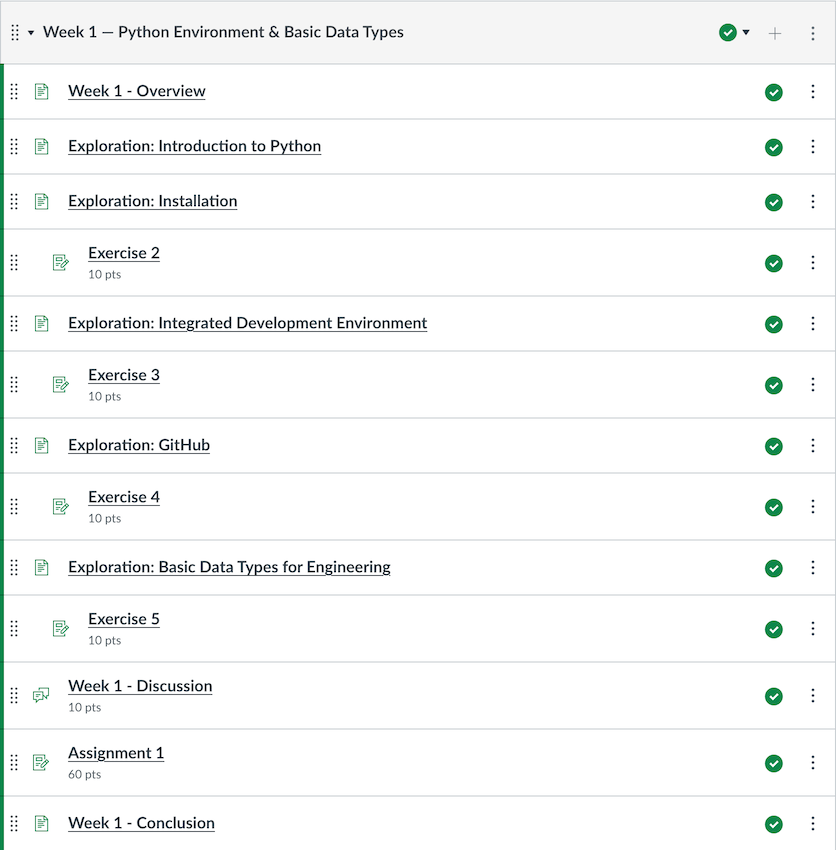 Week 1 — Python Environment & Basic Data Types
Week 1 - Overview
Exploration: Introduction to Python
Exploration: Installation
Exercise 2
10 pts
Exploration: Integrated Development Environment
Exercise 3
10 pts
Exploration: GitHub
Exercise 4
10 pts
Exploration: Basic Data Types for Engineering
Exercise 5
10 pts
Week 1 - Discussion
10 pts
Assignment 1
60 pts
Week 1 - Conclusion